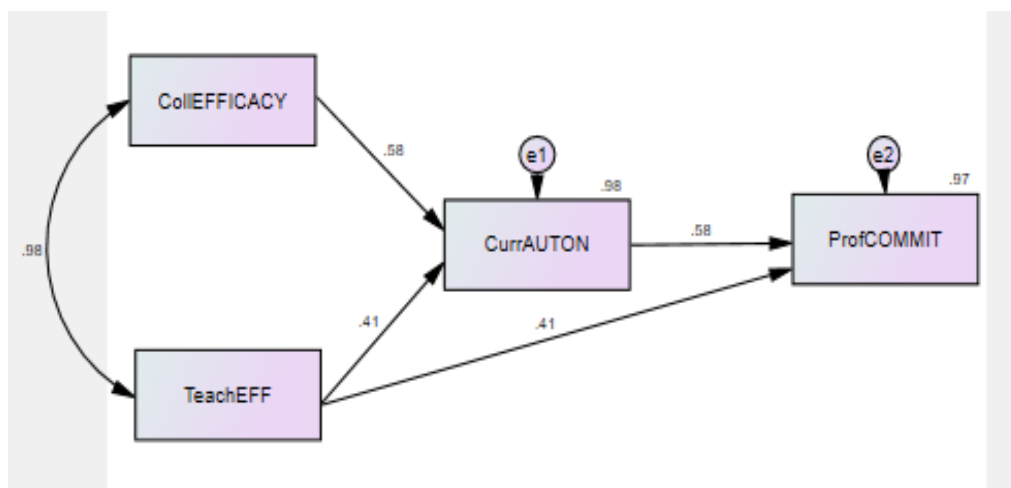 CollEFFICACY
.58
e1
e2
.98
.97
CurrAUTON
.58
ProfCOMMIT
.98
.41
.41
TeachEFF